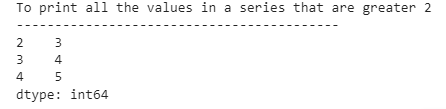 To print all the values in a series that are greater 2
------------------------------------------
2    3
3    4
4    5
dtype: int64